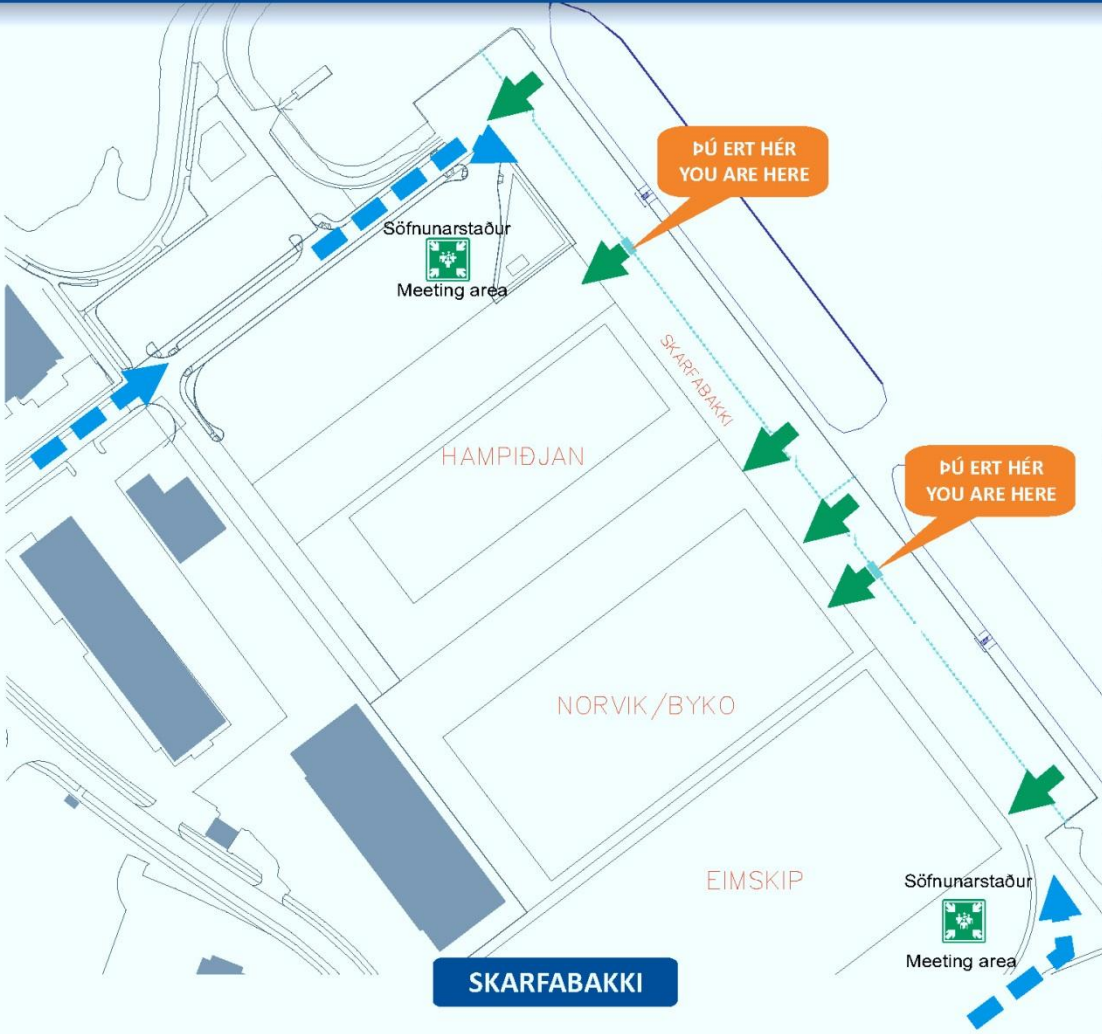 ÞÚ ERT HÉR
YOU ARE HERE
Söfnunarstaður
Meeting area
SKARFABAKKI
HAMPIÐJAN
ÞÚ ERT HÉR
YOU ARE HERE
NORVIK/BYKO
EIMSKIP
Söfnunarstaður
Meeting area
SKARFABAKKI